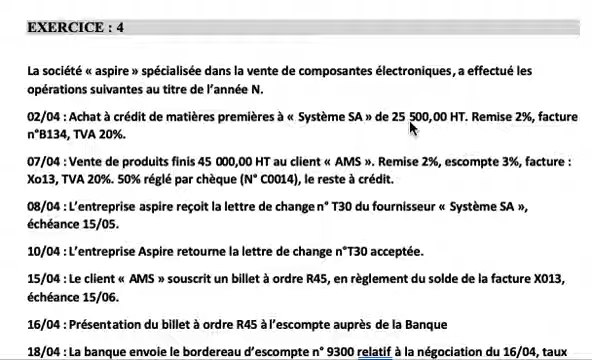 EXERCICE : 4
La société « aspire » spécialisée dans la vente de composantes électroniques, a effectué les
opérations suivantes au titre de l'année N.
02/04 : Achat à crédit de matières premières à « Système SA » de 25 500,00 HT. Remise 2%, facture
n°B134, TVA 20%.
07/04 : Vente de produits finis 45 000,00 HT au client « AMS ». Remise 2%, escompte 3%, facture :
Xo13, TVA 20%. 50% réglé par chèque (N° C0014), le reste à crédit.
08/04 : L'entreprise aspire reçoit la lettre de change n° T30 du fournisseur « Système SA »,
échéance 15/05.
10/04 : L'entreprise Aspire retourne la lettre de change n°T30 acceptée.
15/04 : Le client « AMS » souscrit un billet à ordre R45, en règlement du solde de la facture X013,
échéance 15/06.
16/04 : Présentation du billet à ordre R45 à l'escompte auprès de la Banque
18/04 : La banque envoie le bordereau d'escompte n° 9300 relatif à la négociation du 16/04, taux